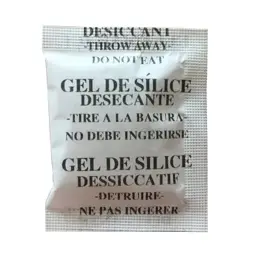 DESICCANT
-THROW AWAY-
DO NOT EAT
GEL DE SÍLICE
DESECANTE
-TIRE A LA BASURA-
NO DEBE INGERIRSE
GEL DE SILICE
DESSICCATIF
-DETRUIRE-
NE PAS INGERER